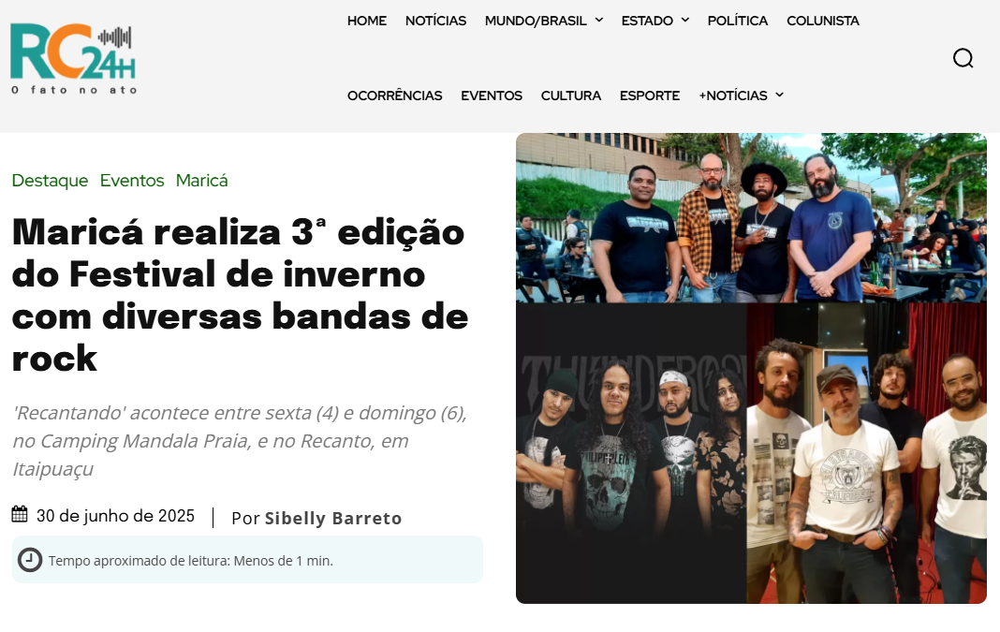 RC24H
O fato no ato
HOME NOTÍCIAS MUNDO/BRASIL ESTADO POLÍTICA COLUNISTA
OCORRÊNCIAS EVENTOS CULTURA ESPORTE +NOTÍCIAS
Destaque Eventos Maricá
Maricá realiza 3ª edição
do Festival de inverno
com diversas bandas de
rock
'Recantando' acontece entre sexta (4) e domingo (6),
no Camping Mandala Praia, e no Recanto, em
Itaipuaçu
30 de junho de 2025 Por Sibelly Barreto
Tempo aproximado de leitura: Menos de 1 min.